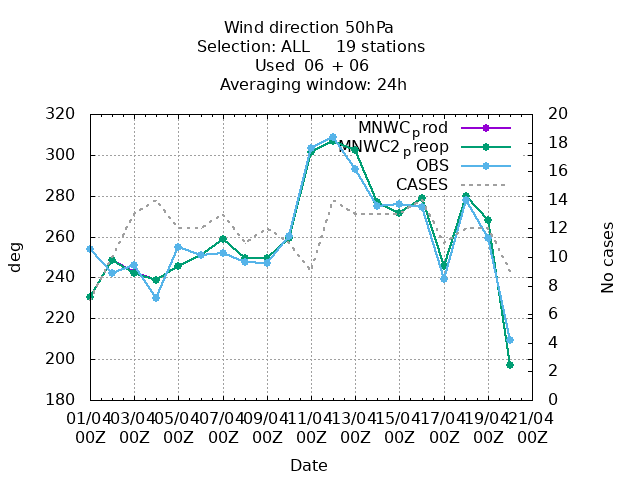 Wind direction 50hPa
Selection: ALL     19 stations
Used  06 + 06
Averaging window: 24h
deg
No cases
320
300
280
260
240
220
200
180
20
18
16
14
12
10
8
6
4
2
0
MNWCprod
MNWC2preop
OBS
CASES
01/04 03/04 05/04 07/04 09/04 11/04 13/04 15/04 17/04 19/04 21/04
00Z 00Z 00Z 00Z 00Z 00Z 00Z 00Z 00Z 00Z 00Z
Date